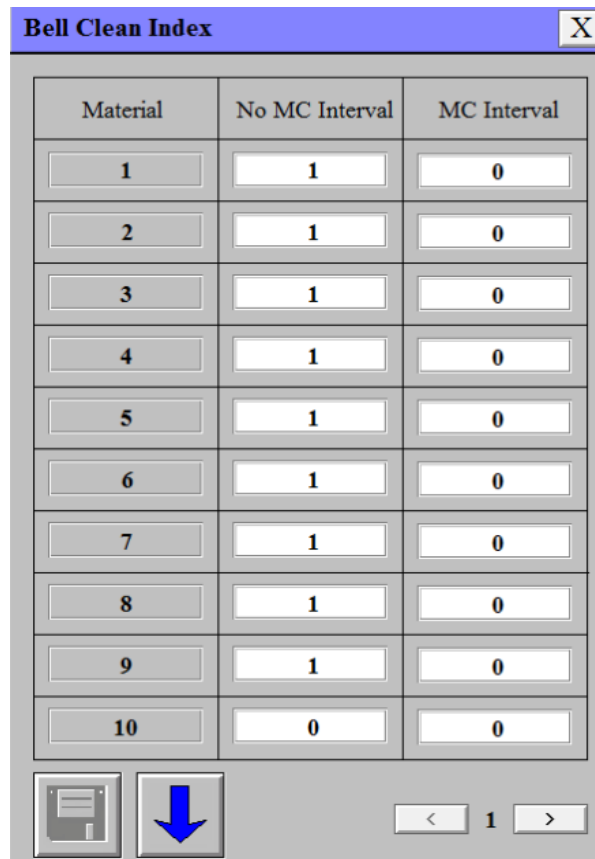 Bell Clean Index X
Material No MC Interval MC Interval
1 1 0
2 1 0
3 1 0
4 1 0
5 1 0
6 1 0
7 1 0
8 1 0
9 1 0
10 0 0
< 1 >